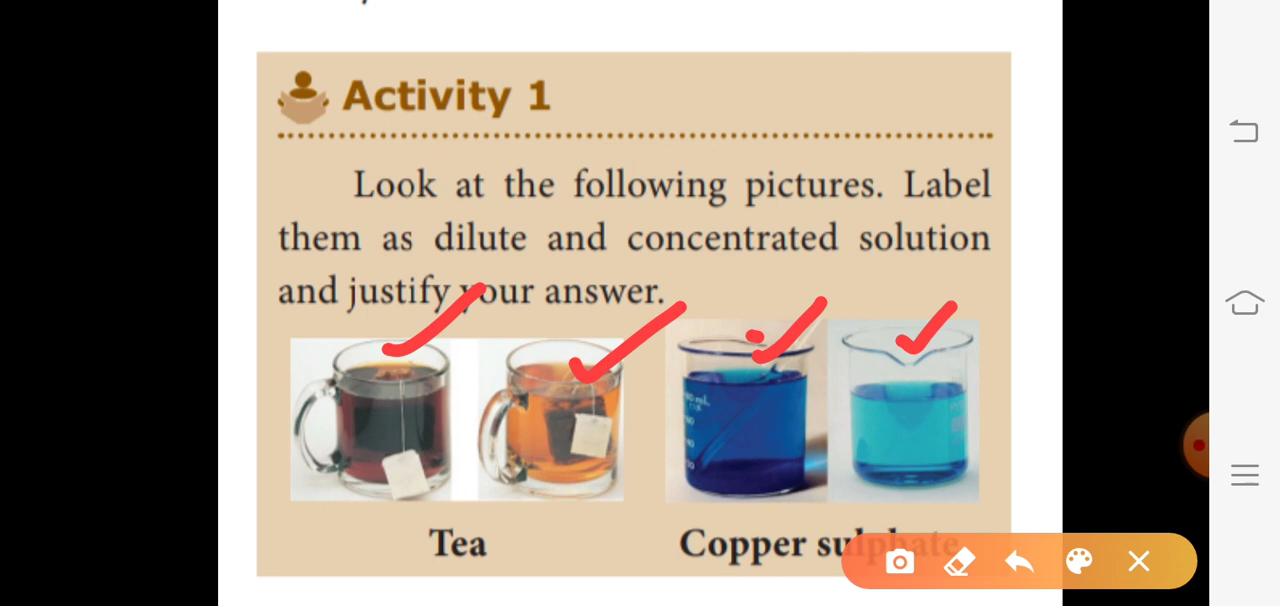 Activity 1
Look at the following pictures. Label
them as dilute and concentrated solution
and justify your answer.
Tea
Copper sulphate